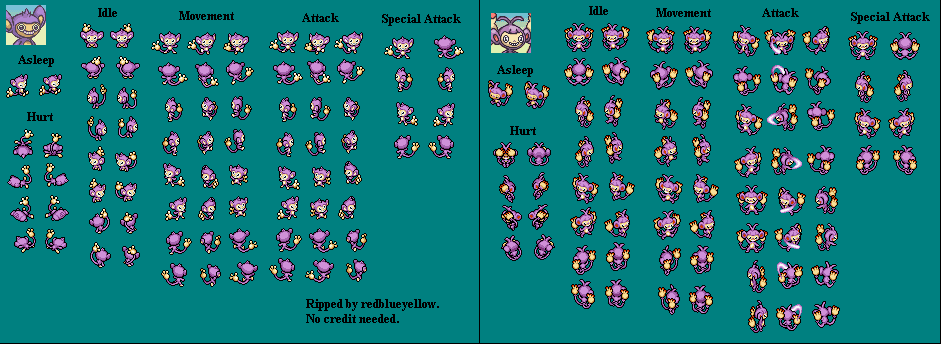 Idle
Movement
Attack
Special Attack
Asleep
Hurt
Ripped by redblueyellow.
No credit needed.
Idle
Movement
Attack
Special Attack
Asleep
Hurt